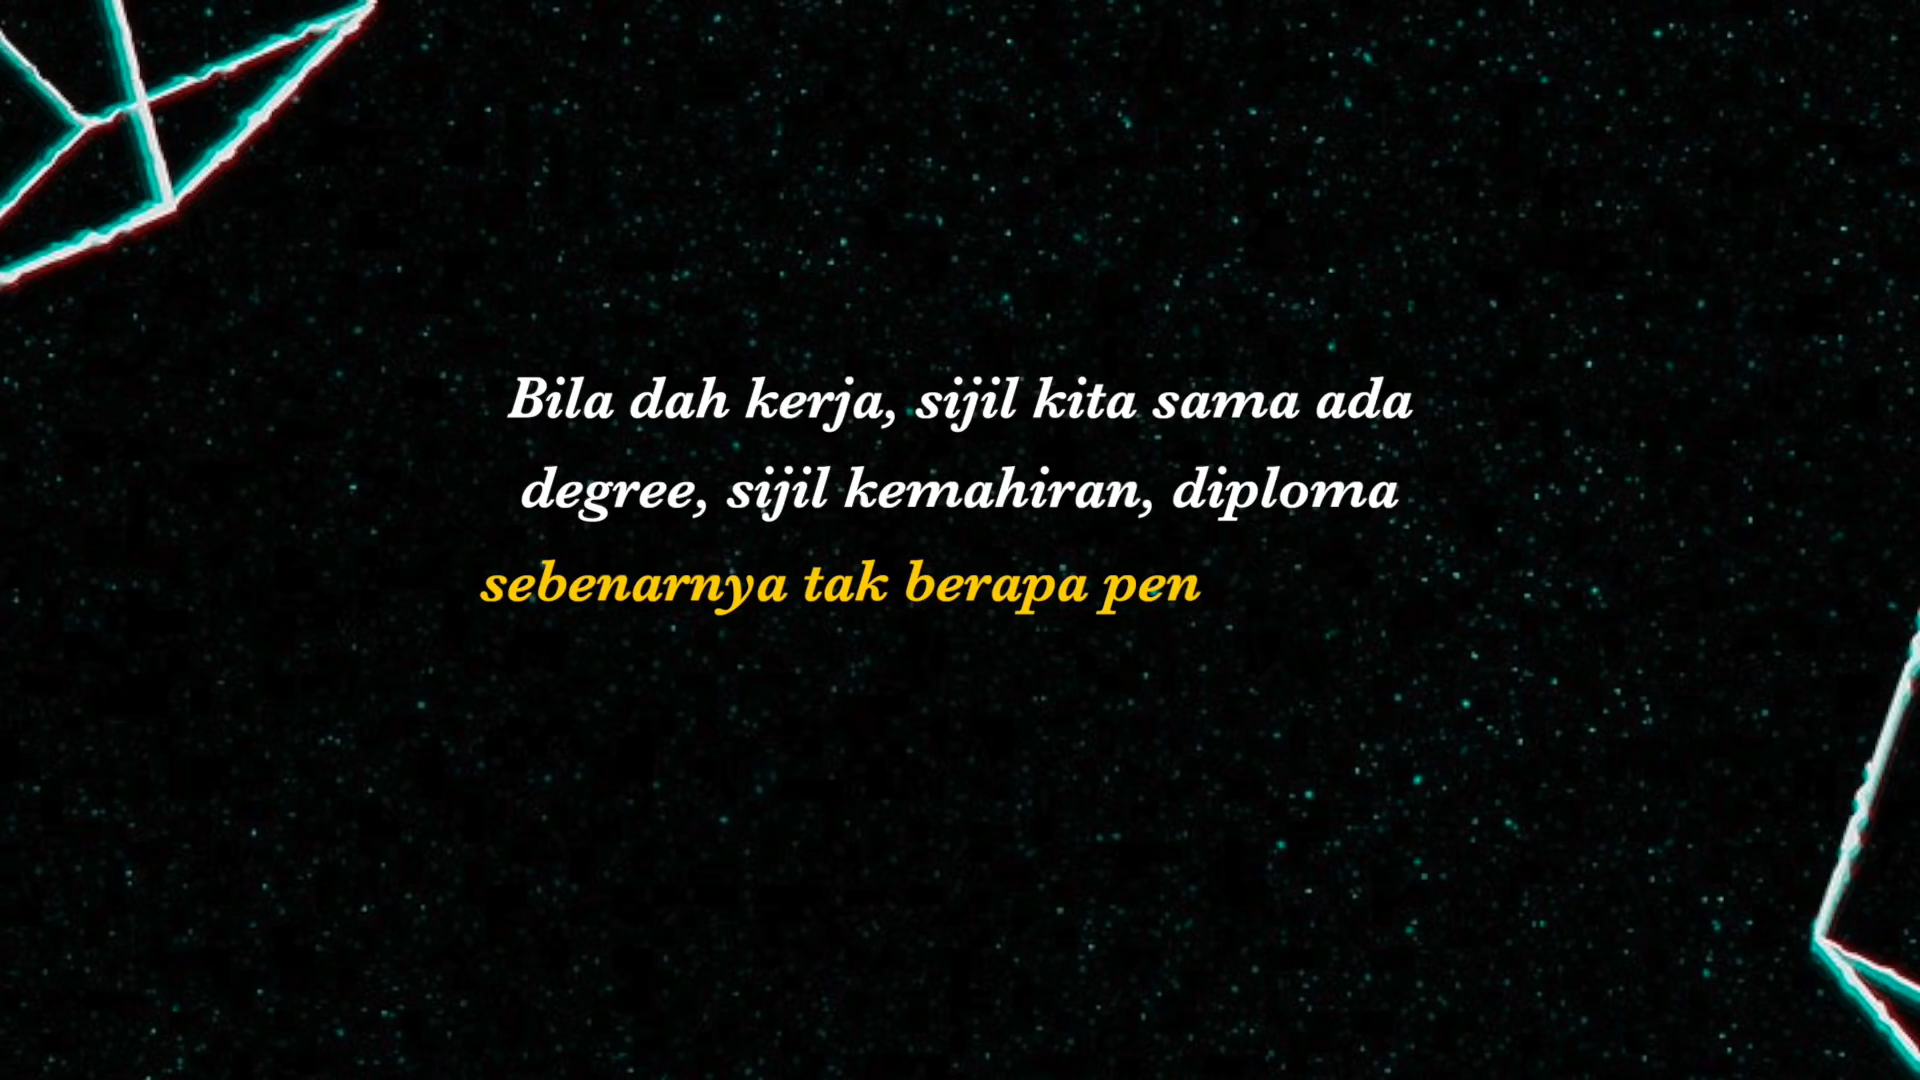 Bila dah kerja, sijil kita sama ada
degree, sijil kemahiran, diploma
sebenarnya tak berapa pen